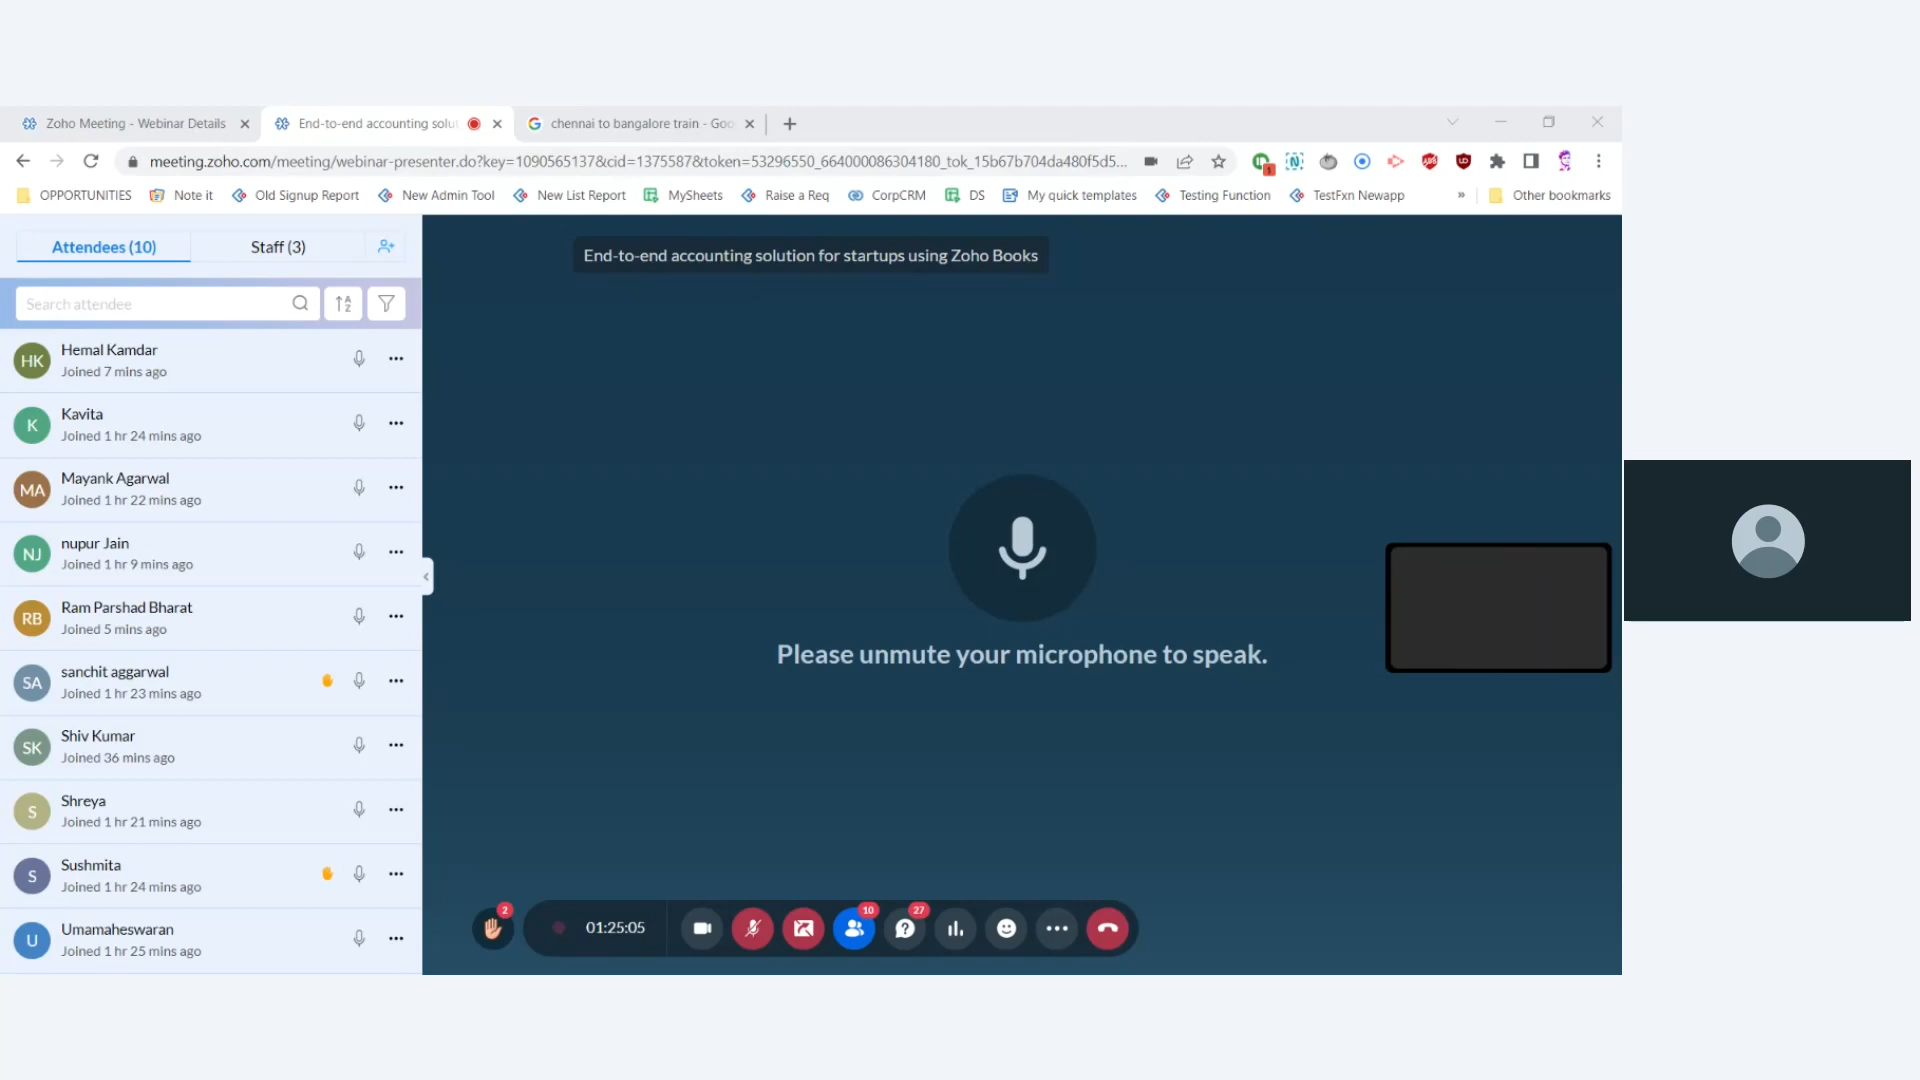 Zoho Meeting - Webinar Details
End-to-end accounting solut
chennai to bangalore train - Goo
meeting.zoho.com/meeting/webinar-presenter.do?key=1090565137&cid=1375587&token=53296550_664000086304180_tok_15b67b704da480f5d5...
OPPORTUNITIES Note it Old Signup Report New Admin Tool New List Report MySheets Raise a Req CorpCRM DS My quick templates Testing Function TestFxn Newapp » Other bookmarks
Attendees (10) Staff (3)
End-to-end accounting solution for startups using Zoho Books
Search attendee
HK Hemal Kamdar
Joined 7 mins ago
K Kavita
Joined 1 hr 24 mins ago
MA Mayank Agarwal
Joined 1 hr 22 mins ago
NJ nupur Jain
Joined 1 hr 9 mins ago
RB Ram Parshad Bharat
Joined 5 mins ago
SA sanchit aggarwal
Joined 1 hr 23 mins ago
SK Shiv Kumar
Joined 36 mins ago
S Shreya
Joined 1 hr 21 mins ago
S Sushmita
Joined 1 hr 24 mins ago
U Umamaheswaran
Joined 1 hr 25 mins ago
Please unmute your microphone to speak.
2 01:25:05 10 27